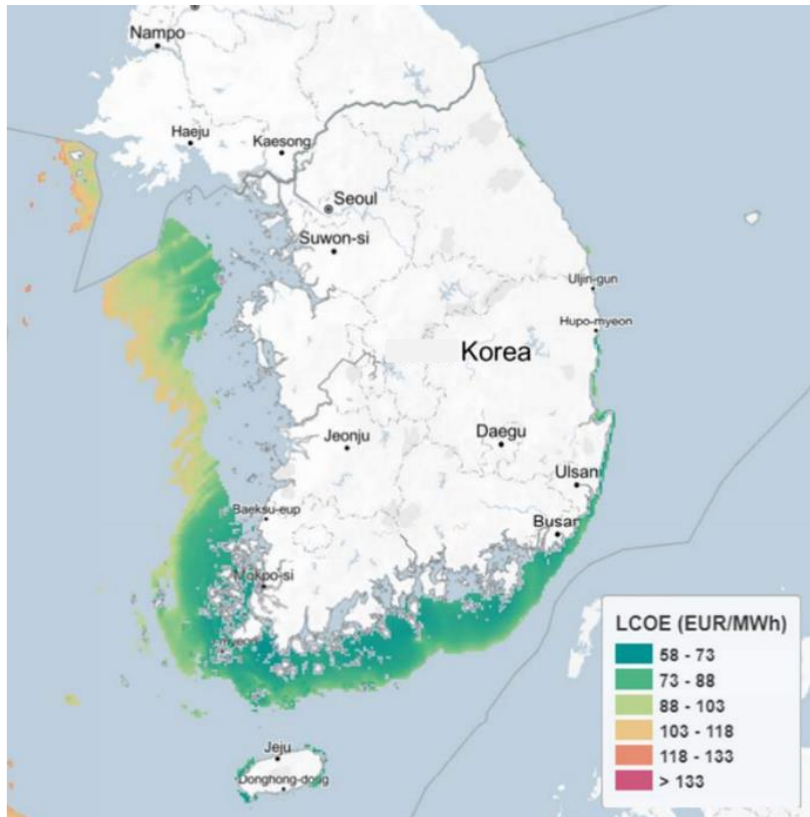 Nampo
Haeju
Kaesong
Seoul
Suwon-si
Uljin-gun
Hupo-myeon
Korea
Jeonju
Daegu
Ulsan
Baeksu-eup
Busan
Mokpo-si
LCOE (EUR/MWh)
58 - 73
73 - 88
88 - 103
103 - 118
118 - 133
> 133
Jeju
Donghong-dong